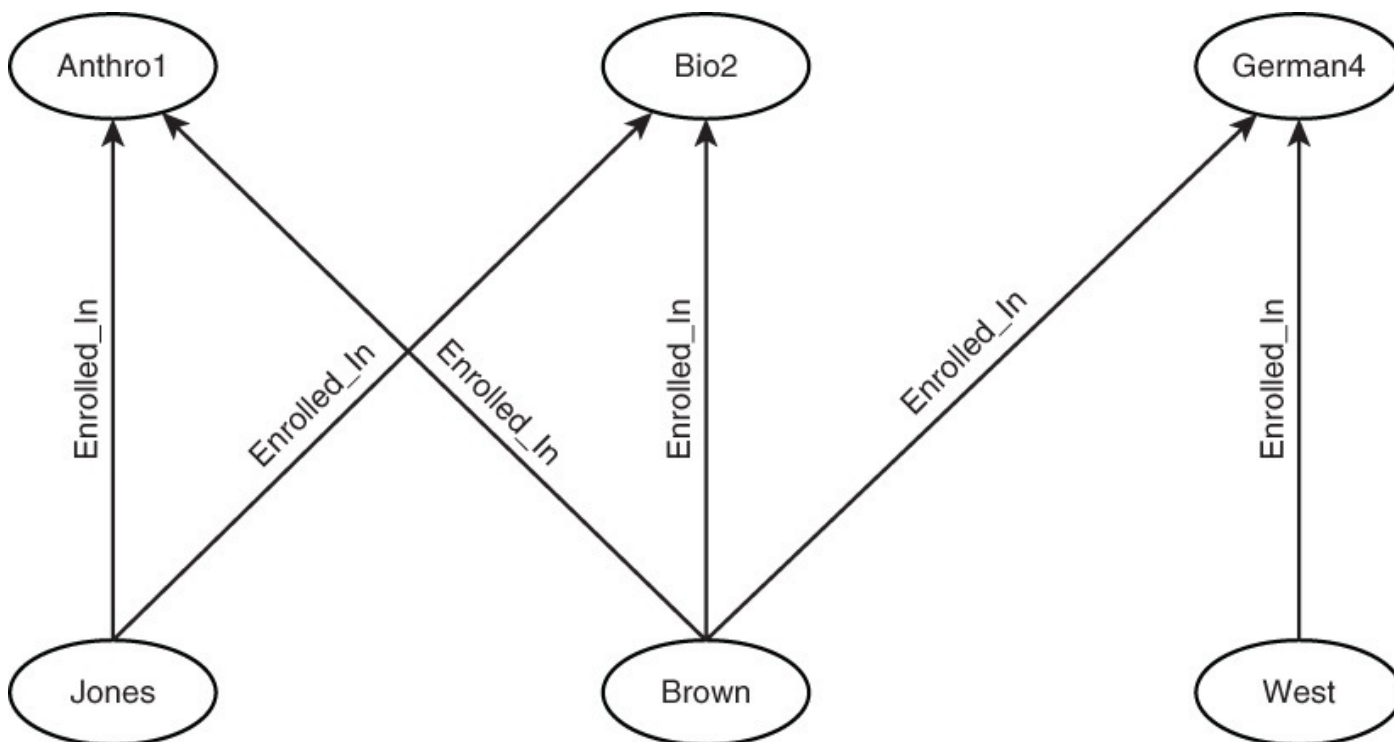 Anthro1
Bio2
German4
Enrolled_In
Enrolled_In
Enrolled_In
Enrolled_In
Enrolled_In
Enrolled_In
Jones
Brown
West